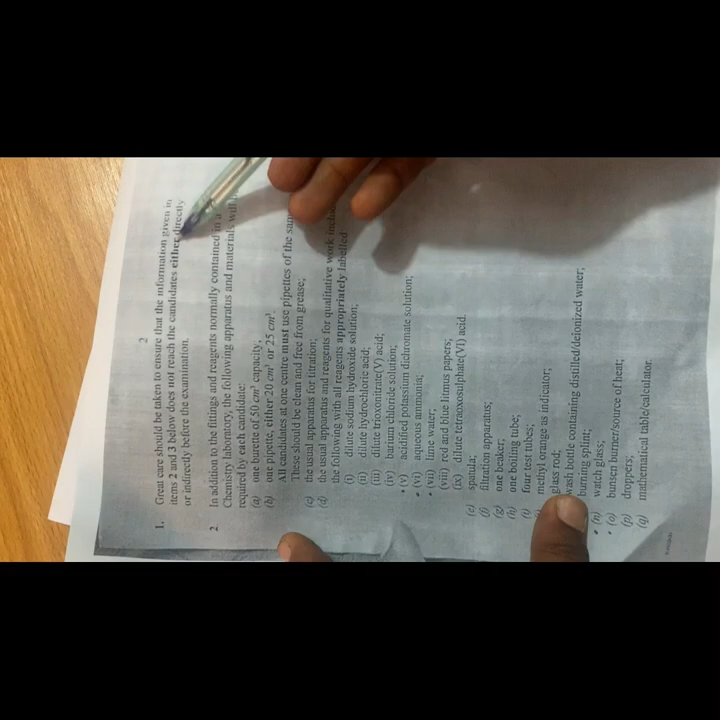 2
1. Great care should be taken to ensure that the information given in
items 2 and 3 below does not reach the candidates either directly
or indirectly before the examination.
2. In addition to the fittings and reagents normally contained in a
Chemistry laboratory, the following apparatus and materials will
required by each candidate:
(a) one burette of 50 cm³ capacity;
(b) one pipette, either 20 cm³ or 25 cm³.
All candidates at one centre must use pipettes of the same
These should be clean and free from grease;
(c) the usual apparatus for titration;
(d) the usual apparatus and reagents for qualitative work
the following with all reagents appropriately labelled
(i) dilute sodium hydroxide solution;
(ii) dilute hydrochloric acid;
(iii) dilute trioxonitrate(V) acid;
(iv) barium chloride solution;
• (v) acidified potassium dichromate solution;
• (vi) aqueous ammonia;
• (vii) lime water;
(viii) red and blue litmus papers;
(ix) dilute tetraoxosulphate(VI) acid.
(e) spatula;
(f) filtration apparatus;
(g) one beaker;
(h) one boiling tube;
(i) four test tubes;
methyl orange as indicator;
glass rod;
wash bottle containing distilled/deionized water;
burning splint;
• (n) watch glass;
• (o) bunsen burner/source of heat;
(p) droppers;
(q) mathematical table/calculator.